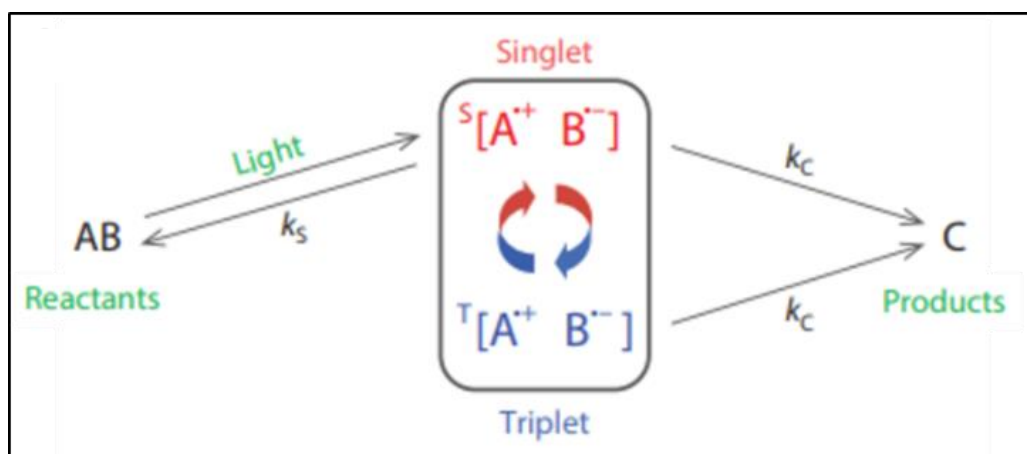 Singlet
S[A•+ B•−]
Light
kS
kC
AB
C
Reactants
Products
kC
T[A•+ B•−]
Triplet